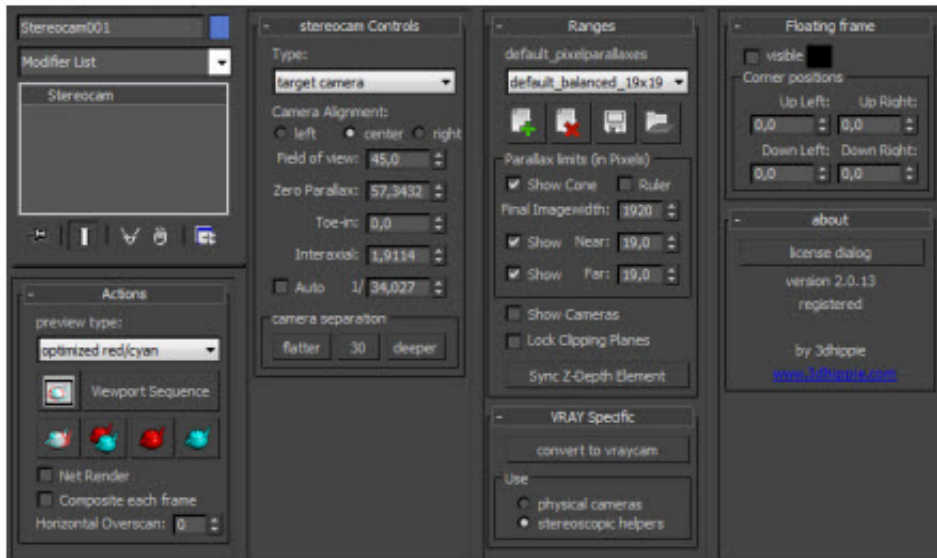 Stereocam001
Modifier List
Stereocam
- Actions
preview type:
optimized red/cyan
Viewport Sequence
Net Render
Composite each frame
Horizontal Overscan: 0
- stereocam Controls
Type:
target camera
Camera Alignment:
left center right
Field of view: 45,0
Zero Parallax: 57,3432
Toe-in: 0,0
Interaxial: 1,9114
Auto 1/ 34,027
camera separation
flatter 30 deeper
- Ranges
default_pixelparallaxes
default_balanced_19x19
Parallax limits (in Pixels)
Show Cone Ruler
Final Imagewidth: 1920
Show Near: 19,0
Show Far: 19,0
Show Cameras
Lock Clipping Planes
Sync Z-Depth Element
- VRAY Specific
convert to vraycam
Use
physical cameras
stereoscopic helpers
- Floating frame
visible
Corner positions
Up Left: Up Right:
0,0 0,0
Down Left: Down Right:
0,0 0,0
- about
license dialog
version 2.0.13
registered
by 3dhippie
www.3dhippie.com